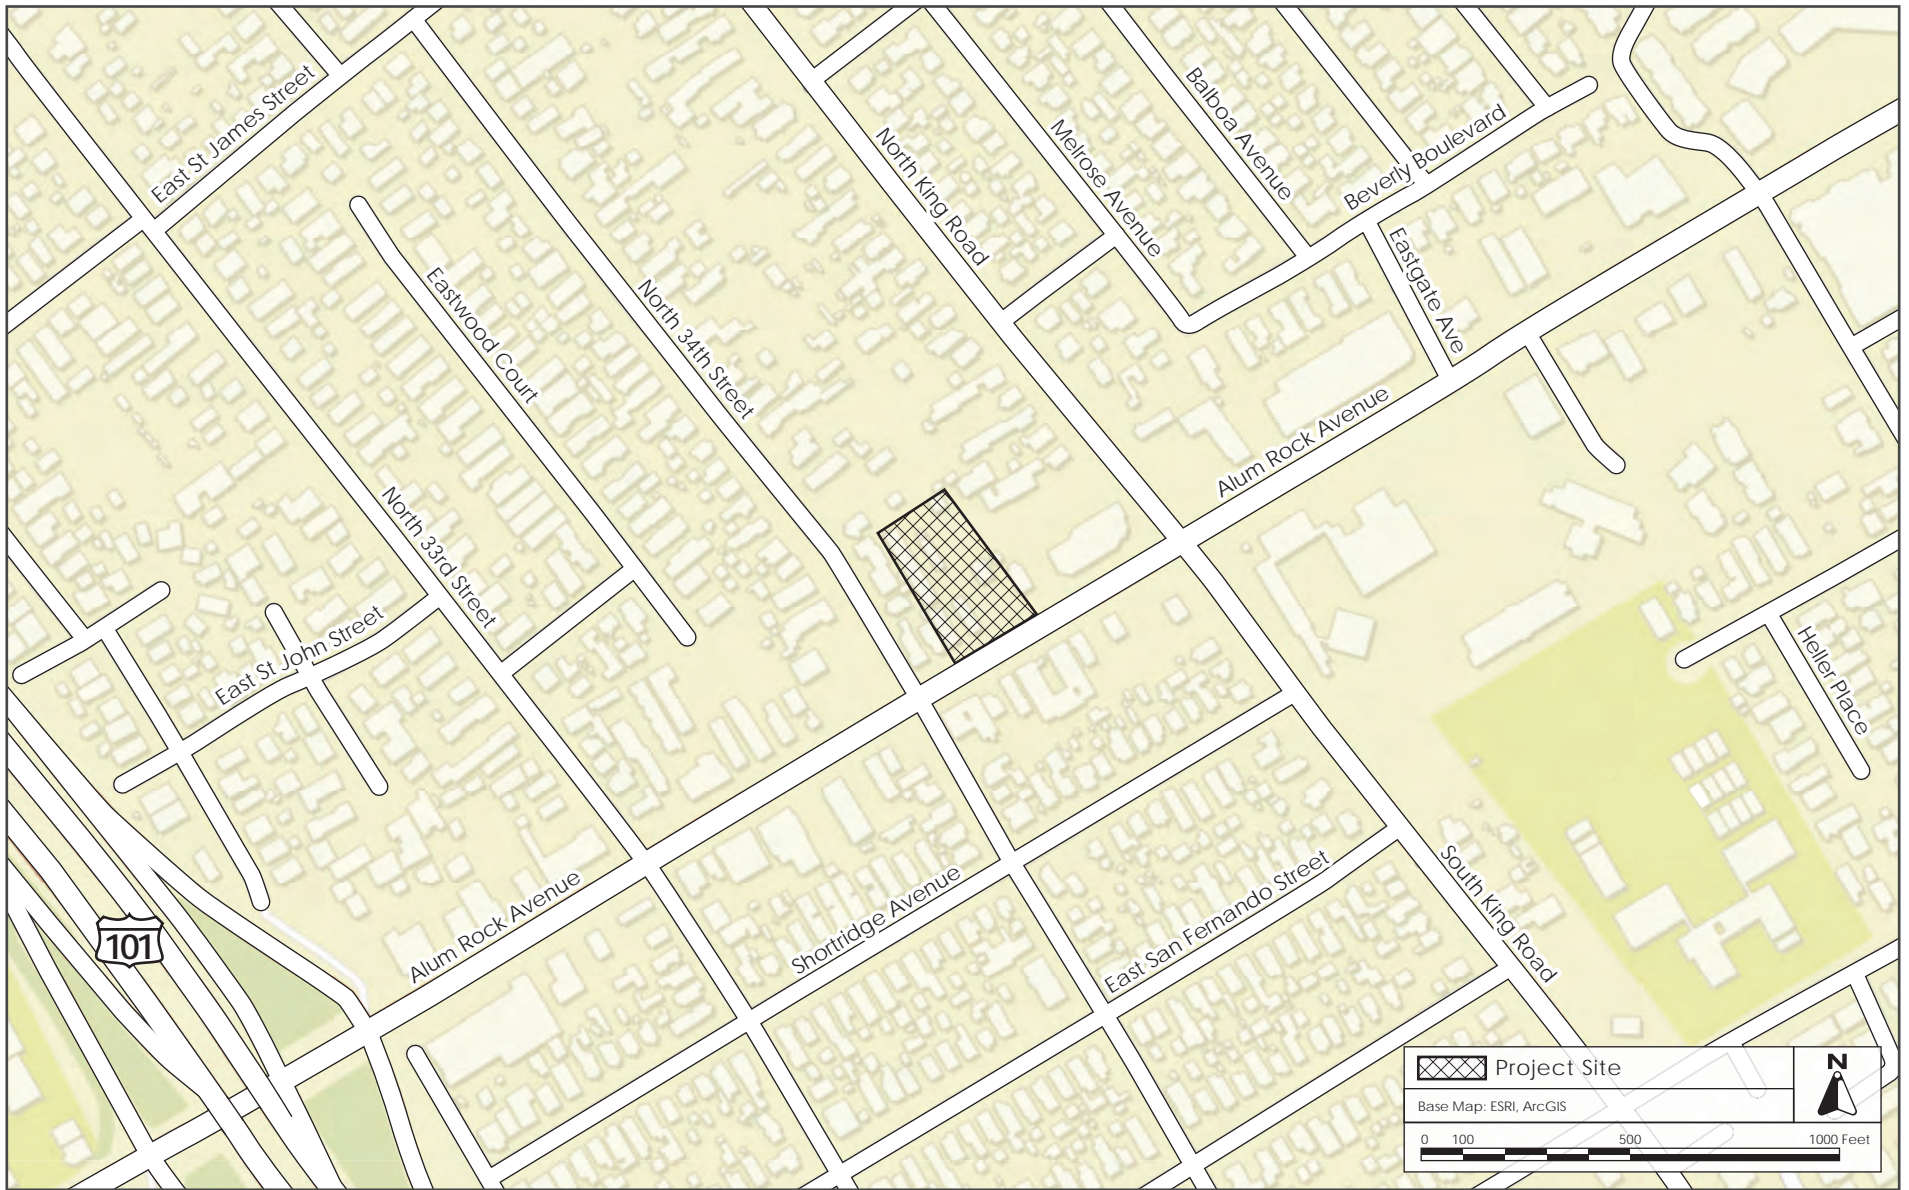 East St James Street
Eastwood Court
North 34th Street
North King Road
Melrose Avenue
Balboa Avenue
Beverly Boulevard
Eastgate Ave
Alum Rock Avenue
North 33rd Street
East St John Street
Heller Place
Alum Rock Avenue
Shortridge Avenue
East San Fernando Street
South King Road
101
Project Site
N
Base Map: ESRI, ArcGIS
0 100 500 1000 Feet